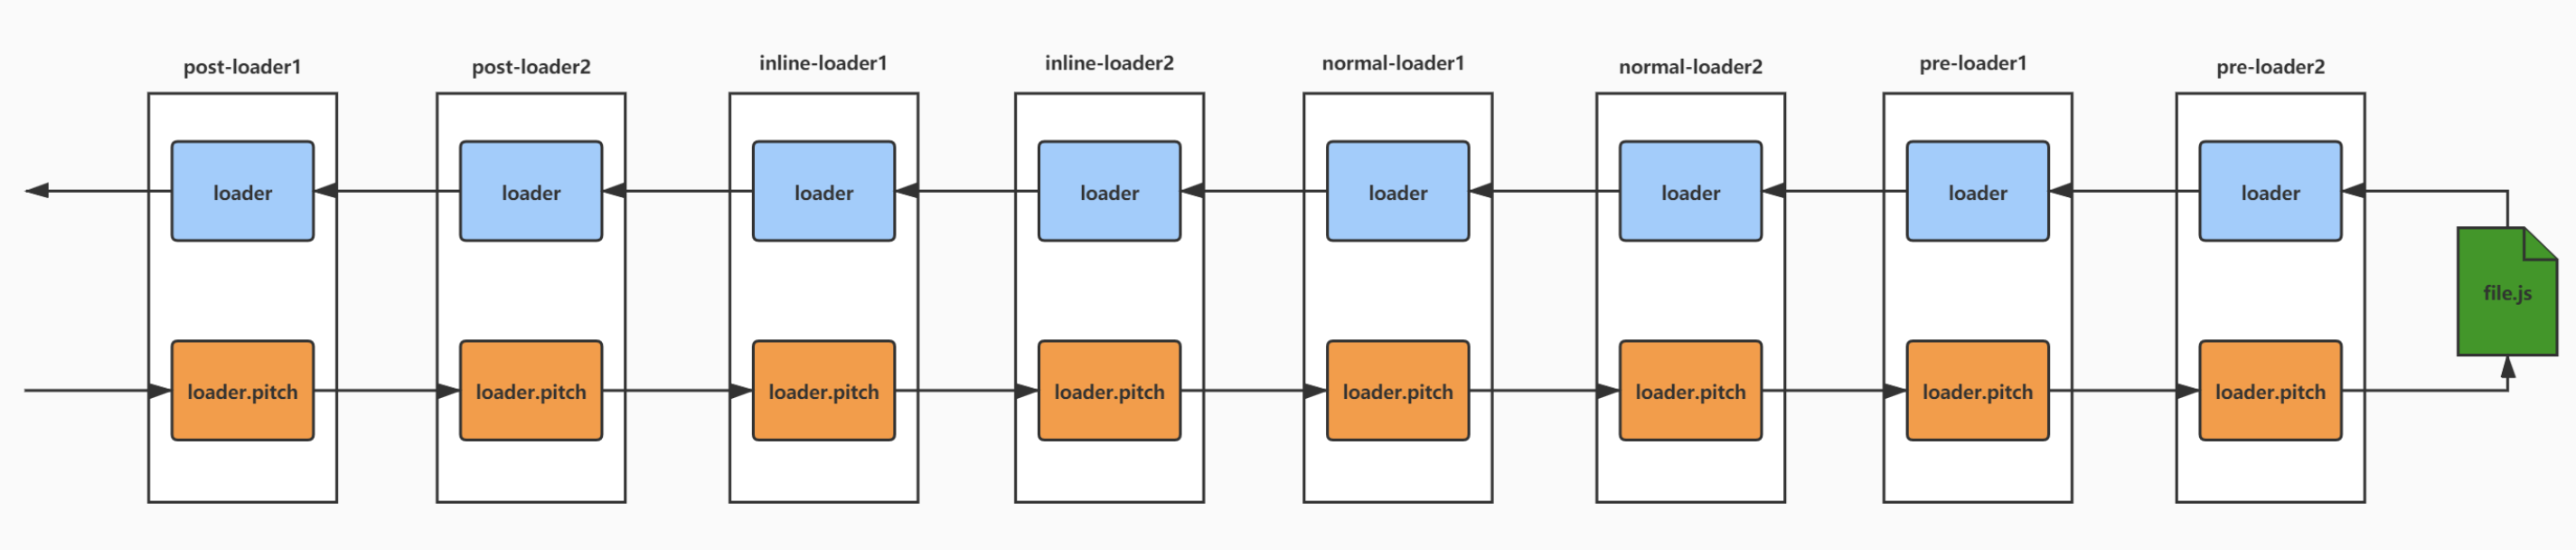 post-loader1
post-loader2
inline-loader1
inline-loader2
normal-loader1
normal-loader2
pre-loader1
pre-loader2
loader
loader
loader
loader
loader
loader
loader
loader
file.js
loader.pitch
loader.pitch
loader.pitch
loader.pitch
loader.pitch
loader.pitch
loader.pitch
loader.pitch